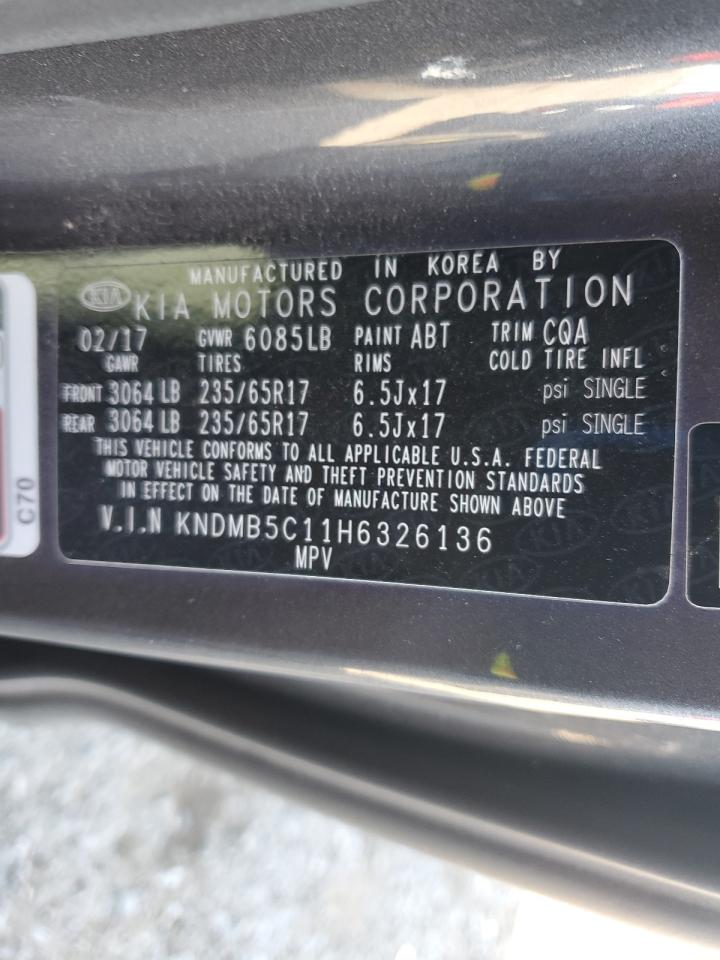 MANUFACTURED IN KOREA BY
KIA KIA MOTORS CORPORATION
02/17 GVWR 6085LB PAINT ABT TRIM CQA
GAWR TIRES RIMS COLD TIRE INFL
FRONT 3064 LB 235/65R17 6.5Jx17 psi SINGLE
REAR 3064 LB 235/65R17 6.5Jx17 psi SINGLE
THIS VEHICLE CONFORMS TO ALL APPLICABLE U.S.A. FEDERAL
MOTOR VEHICLE SAFETY AND THEFT PREVENTION STANDARDS
IN EFFECT ON THE DATE OF MANUFACTURE SHOWN ABOVE
V.I.N KNDMB5C11H6326136
MPV
C70